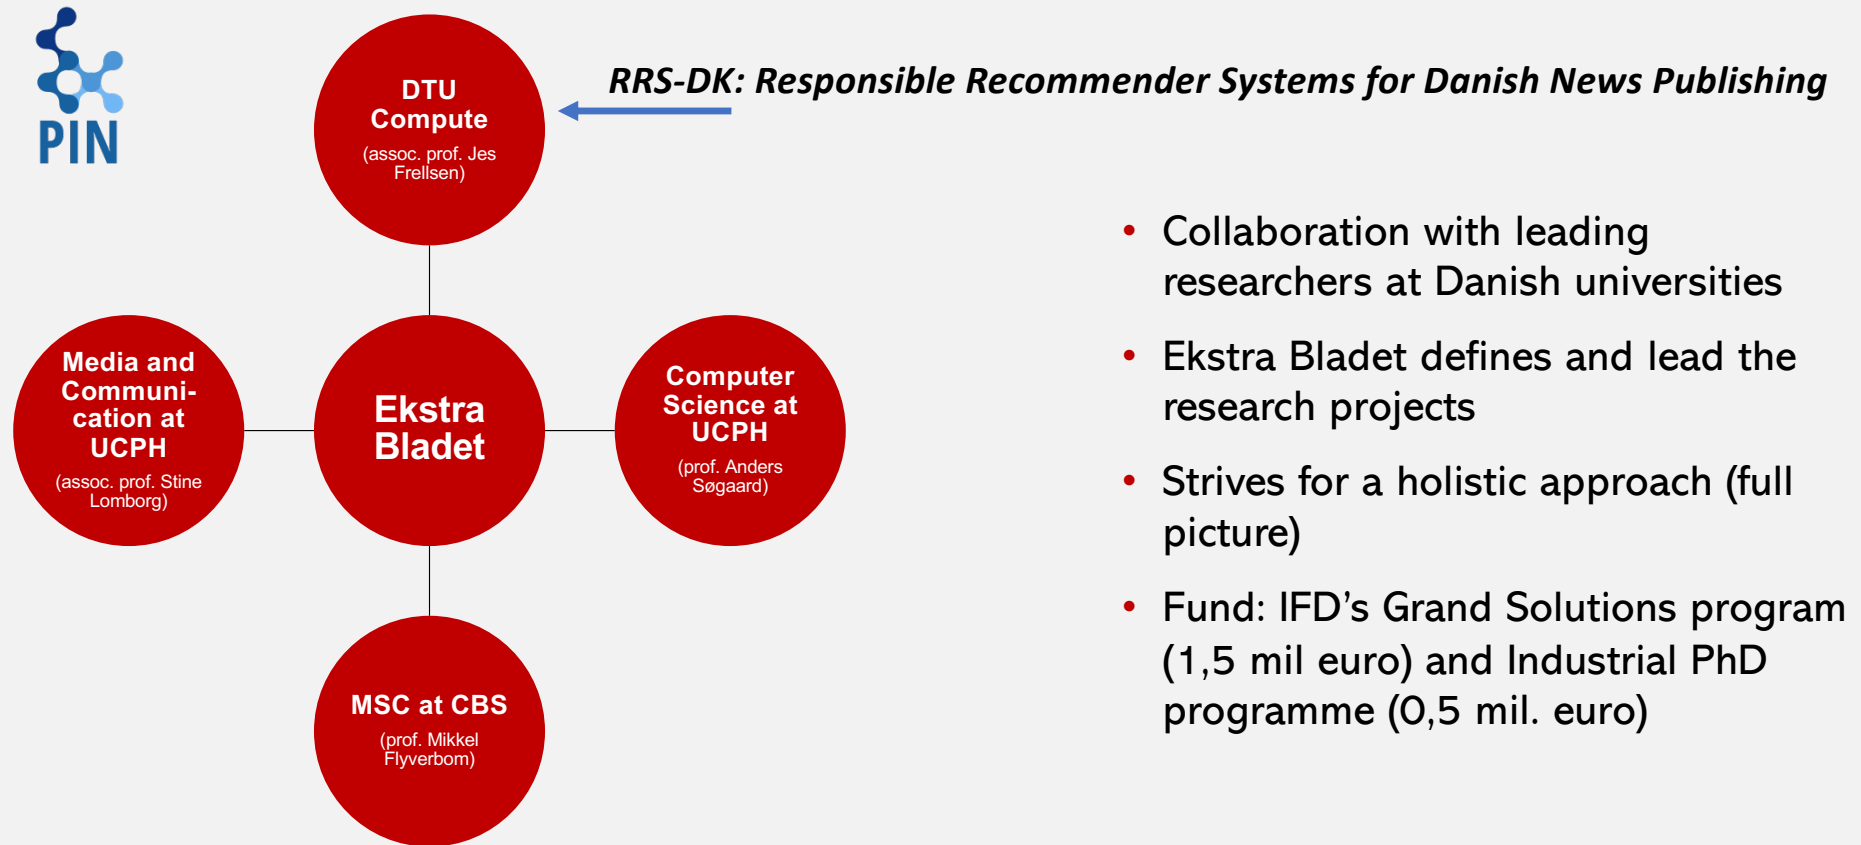 PIN
DTU
Compute
(assoc. prof. Jes
Frellsen)
RRS-DK: Responsible Recommender Systems for Danish News Publishing
Media and
Communi-
cation at
UCPH
(assoc. prof. Stine
Lomborg)
Ekstra
Bladet
Computer
Science at
UCPH
(prof. Anders
Søgaard)
MSC at CBS
(prof. Mikkel
Flyverbom)
• Collaboration with leading
researchers at Danish universities
• Ekstra Bladet defines and lead the
research projects
• Strives for a holistic approach (full
picture)
• Fund: IFD’s Grand Solutions program
(1,5 mil euro) and Industrial PhD
programme (0,5 mil. euro)